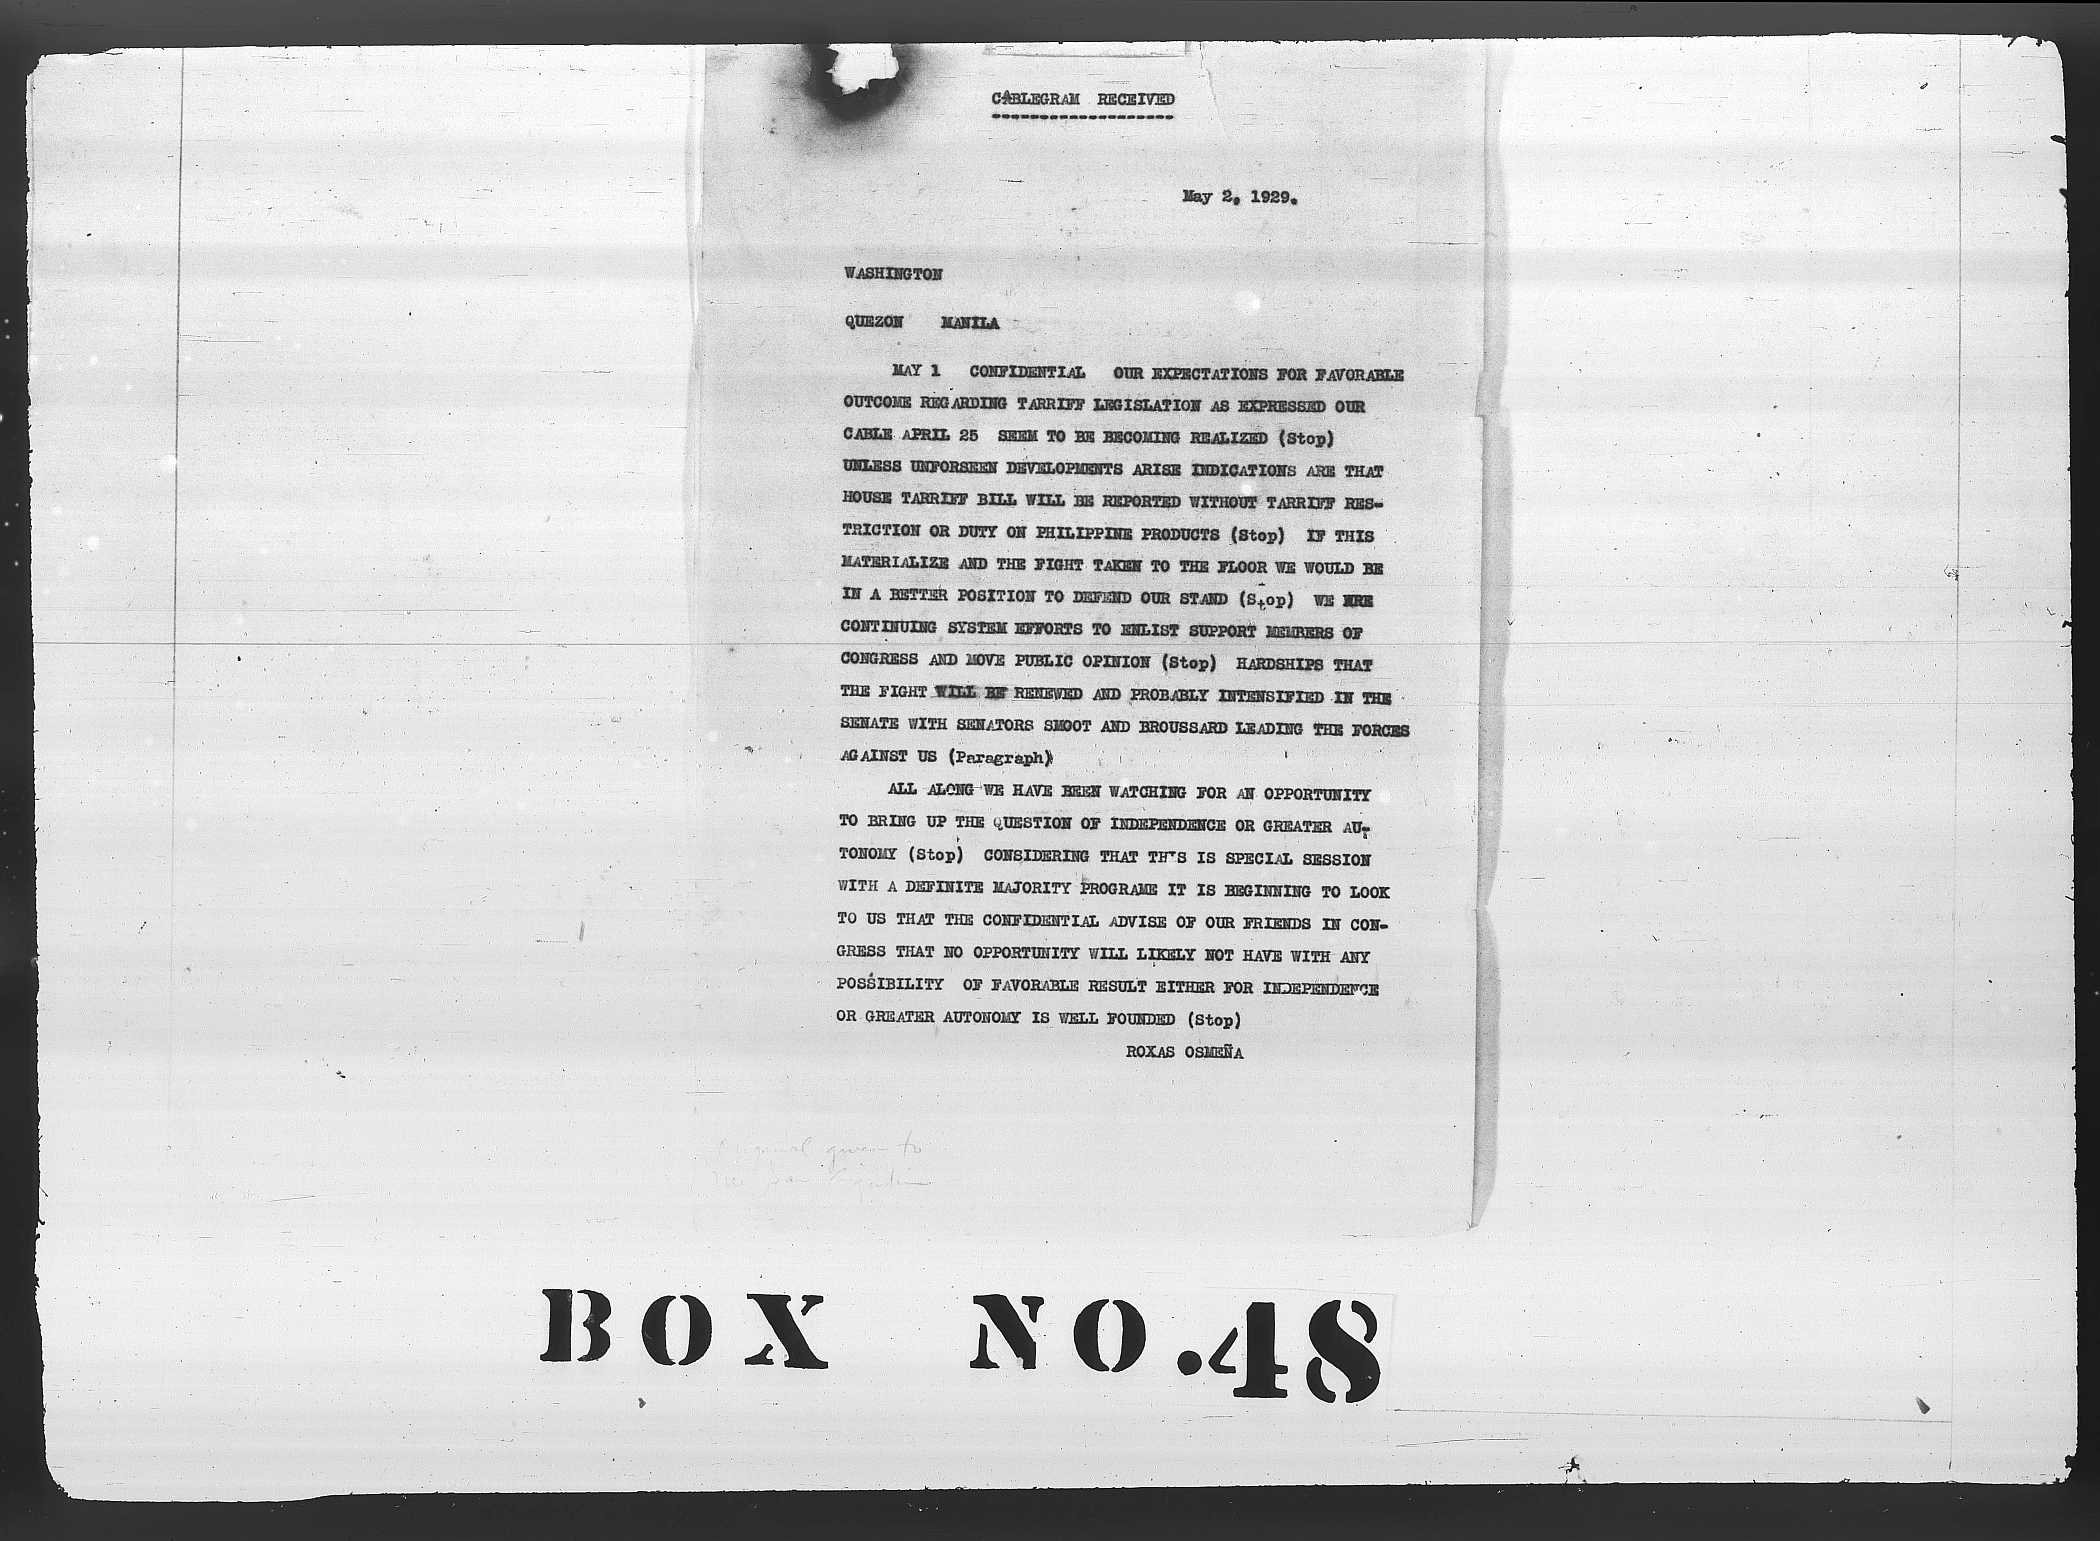 CABLEGRAM RECEIVED
May 2, 1929.
WASHINGTON
QUEZON MANILA
MAY 1 CONFIDENTIAL OUR EXPECTATIONS FOR FAVORABLE
OUTCOME REGARDING TARRIFF LEGISLATION AS EXPRESSED OUR
CABLE APRIL 25 SEEM TO BE BECOMING REALIZED (Stop)
UNLESS UNFORSEEN DEVELOPMENTS ARISE INDICATIONS ARE THAT
HOUSE TARRIFF BILL WILL BE REPORTED WITHOUT TARRIFF RES-
TRICTION OR DUTY ON PHILIPPINE PRODUCTS (Stop) IF THIS
MATERIALIZE AND THE FIGHT TAKEN TO THE FLOOR WE WOULD BE
IN A BETTER POSITION TO DEFEND OUR STAND (Stop) WE ARE
CONTINUING SYSTEM EFFORTS TO ENLIST SUPPORT MEMBERS OF
CONGRESS AND MOVE PUBLIC OPINION (Stop) HARDSHIPS THAT
THE FIGHT WILL BE RENEWED AND PROBABLY INTENSIFIED IN THE
SENATE WITH SENATORS SMOOT AND BROUSSARD LEADING THE FORCES
AGAINST US (Paragraph)
ALL ALONG WE HAVE BEEN WATCHING FOR AN OPPORTUNITY
TO BRING UP THE QUESTION OF INDEPENDENCE OR GREATER AU-
TONOMY (Stop) CONSIDERING THAT THIS IS SPECIAL SESSION
WITH A DEFINITE MAJORITY PROGRAME IT IS BEGINNING TO LOOK
TO US THAT THE CONFIDENTIAL ADVISE OF OUR FRIENDS IN CON-
GRESS THAT NO OPPORTUNITY WILL LIKELY NOT HAVE WITH ANY
POSSIBILITY OF FAVORABLE RESULT EITHER FOR INDEPENDENCE
OR GREATER AUTONOMY IS WELL FOUNDED (Stop)
ROXAS OSMEÑA
given to
BOX NO.48